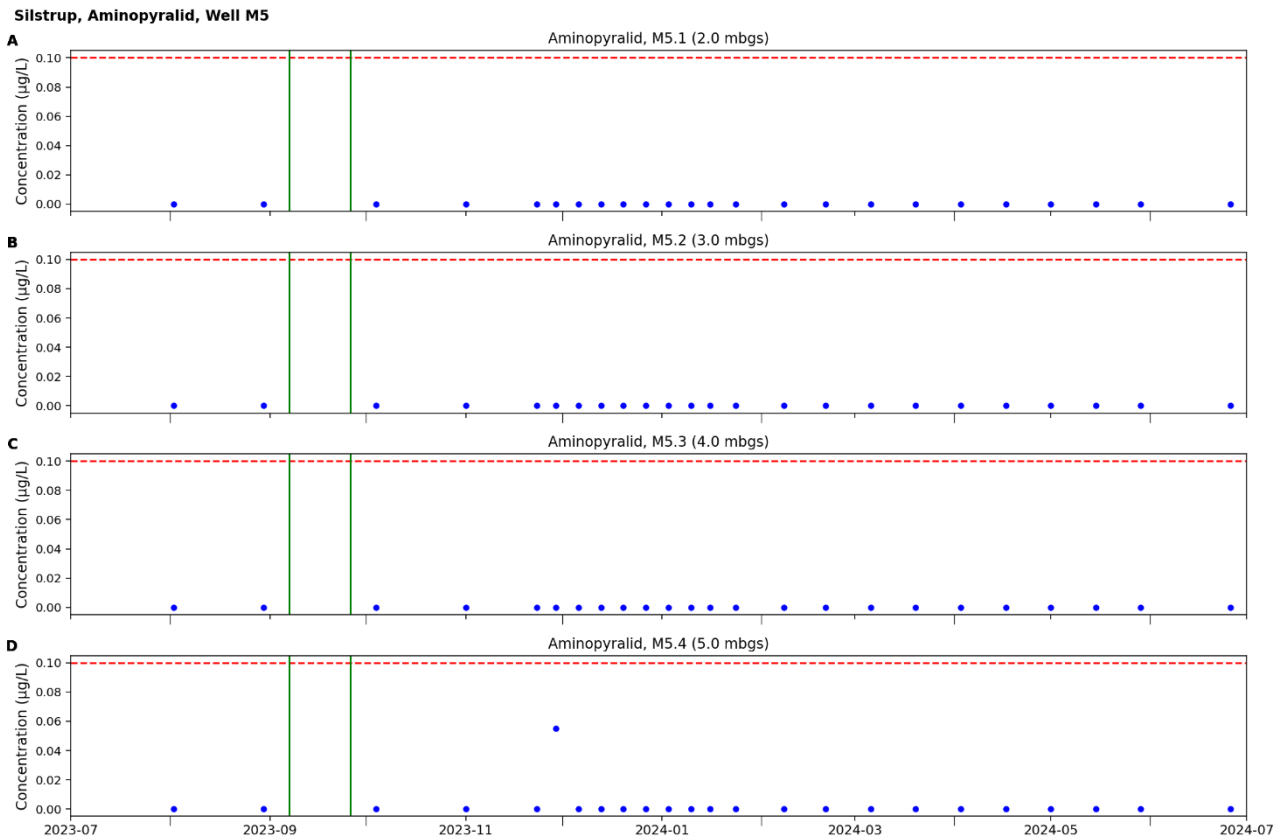 Silstrup, Aminopyralid, Well M5
A
Aminopyralid, M5.1 (2.0 mbgs)
Concentration (µg/L)
0.10
0.08
0.06
0.04
0.02
0.00
B
Aminopyralid, M5.2 (3.0 mbgs)
Concentration (µg/L)
0.10
0.08
0.06
0.04
0.02
0.00
C
Aminopyralid, M5.3 (4.0 mbgs)
Concentration (µg/L)
0.10
0.08
0.06
0.04
0.02
0.00
D
Aminopyralid, M5.4 (5.0 mbgs)
Concentration (µg/L)
0.10
0.08
0.06
0.04
0.02
0.00
2023-07 2023-09 2023-11 2024-01 2024-03 2024-05 2024-07